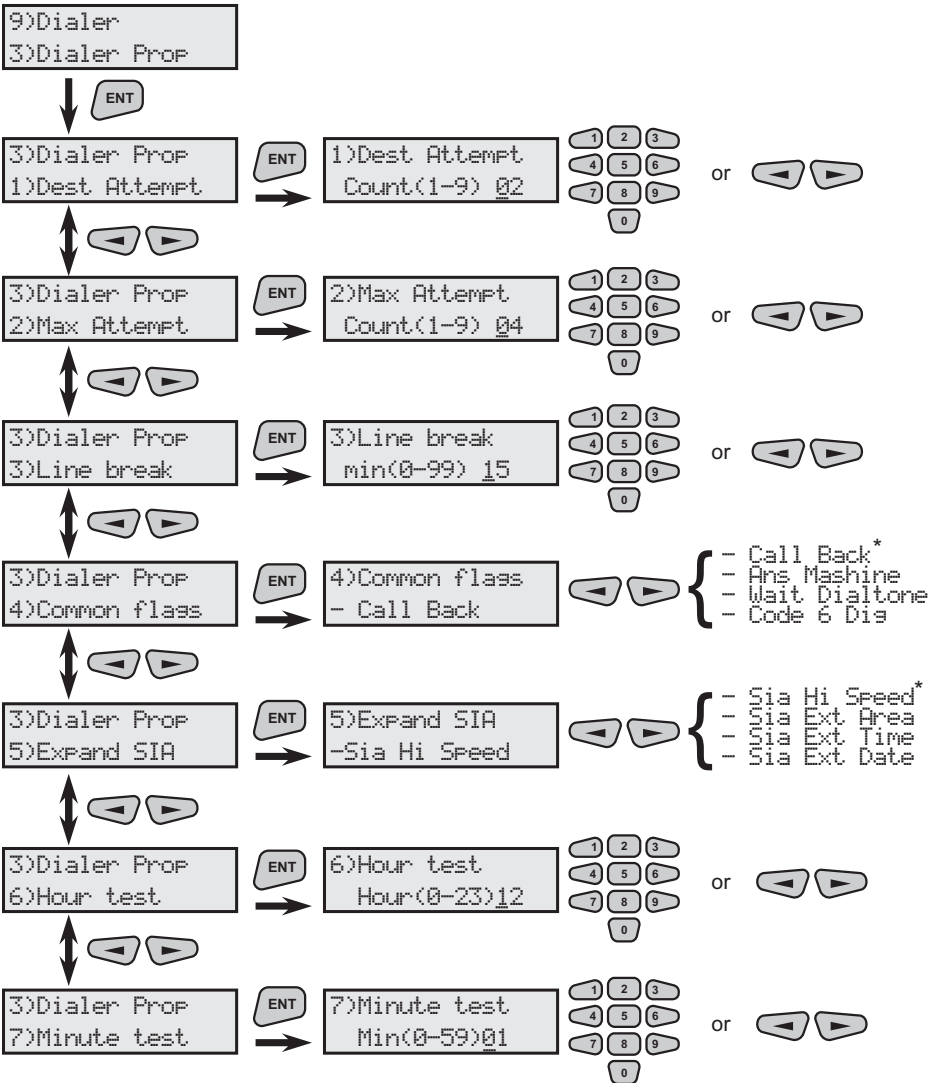 9)Dialer
3)Dialer Prop
ENT
3)Dialer Prop
1)Dest Attempt
ENT
1)Dest Attempt
Count(1-9) 02
1 2 3
4 5 6
7 8 9
0
or
3)Dialer Prop
2)Max Attempt
ENT
2)Max Attempt
Count(1-9) 04
1 2 3
4 5 6
7 8 9
0
or
3)Dialer Prop
3)Line break
ENT
3)Line break
min(0-99) 15
1 2 3
4 5 6
7 8 9
0
or
3)Dialer Prop
4)Common flags
ENT
4)Common flags
- Call Back
- Call Back*
- Ans Mashine
- Wait Dialtone
- Code 6 Dig
3)Dialer Prop
5)Expand SIA
ENT
5)Expand SIA
-Sia Hi Speed
- Sia Hi Speed*
- Sia Ext Area
- Sia Ext Time
- Sia Ext Date
3)Dialer Prop
6)Hour test
ENT
6)Hour test
Hour(0-23)12
1 2 3
4 5 6
7 8 9
0
or
3)Dialer Prop
7)Minute test
ENT
7)Minute test
Min(0-59)01
1 2 3
4 5 6
7 8 9
0
or